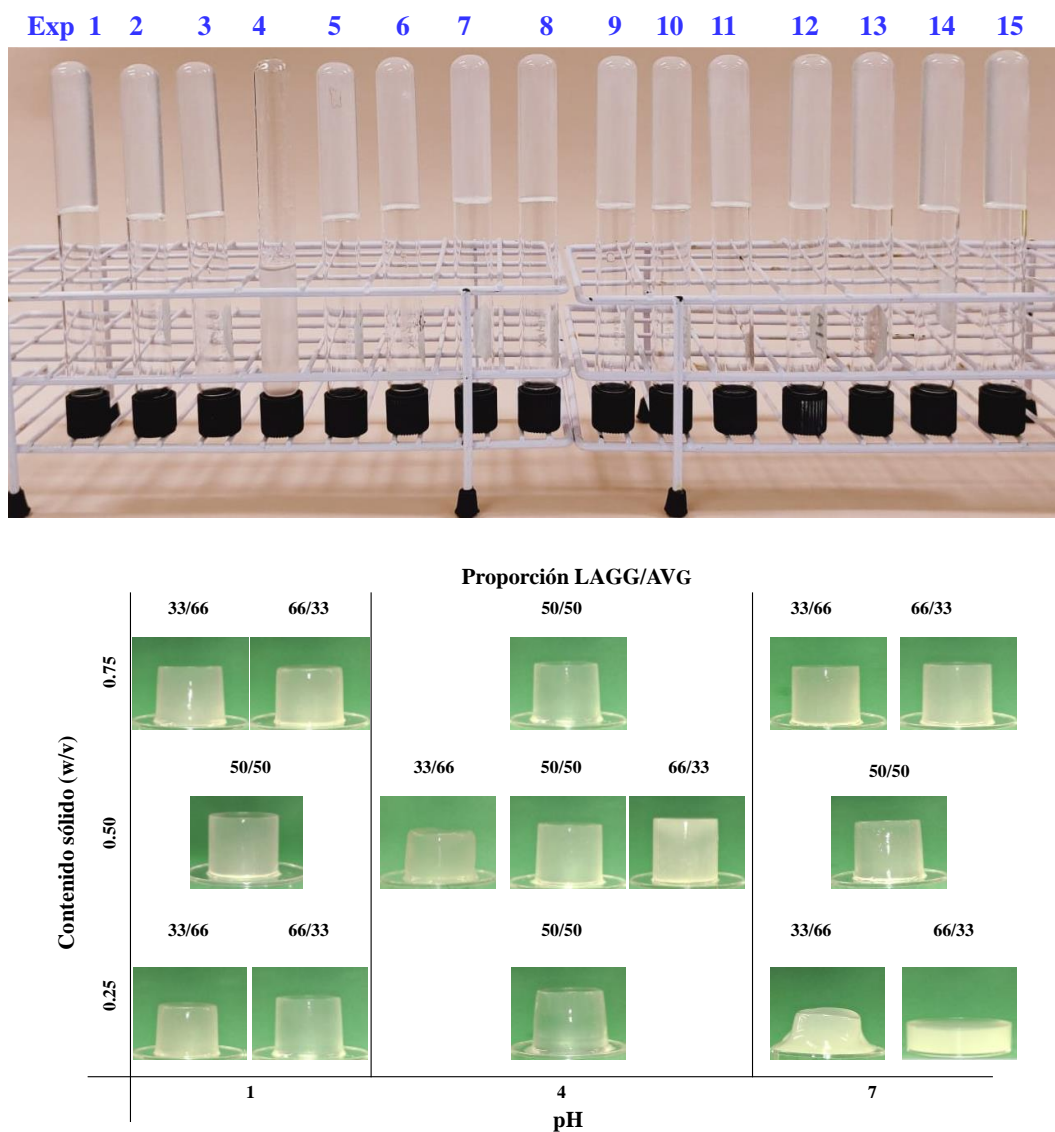 Exp 1 2 3 4 5 6 7 8 9 10 11 12 13 14 15
Proporción LAGG/AVG
33/66 66/33 50/50 33/66 66/33
0.75
50/50 33/66 50/50 66/33 50/50
0.50
Contenido sólido (w/v)
33/66 66/33 50/50 33/66 66/33
0.25
1 4 7
pH